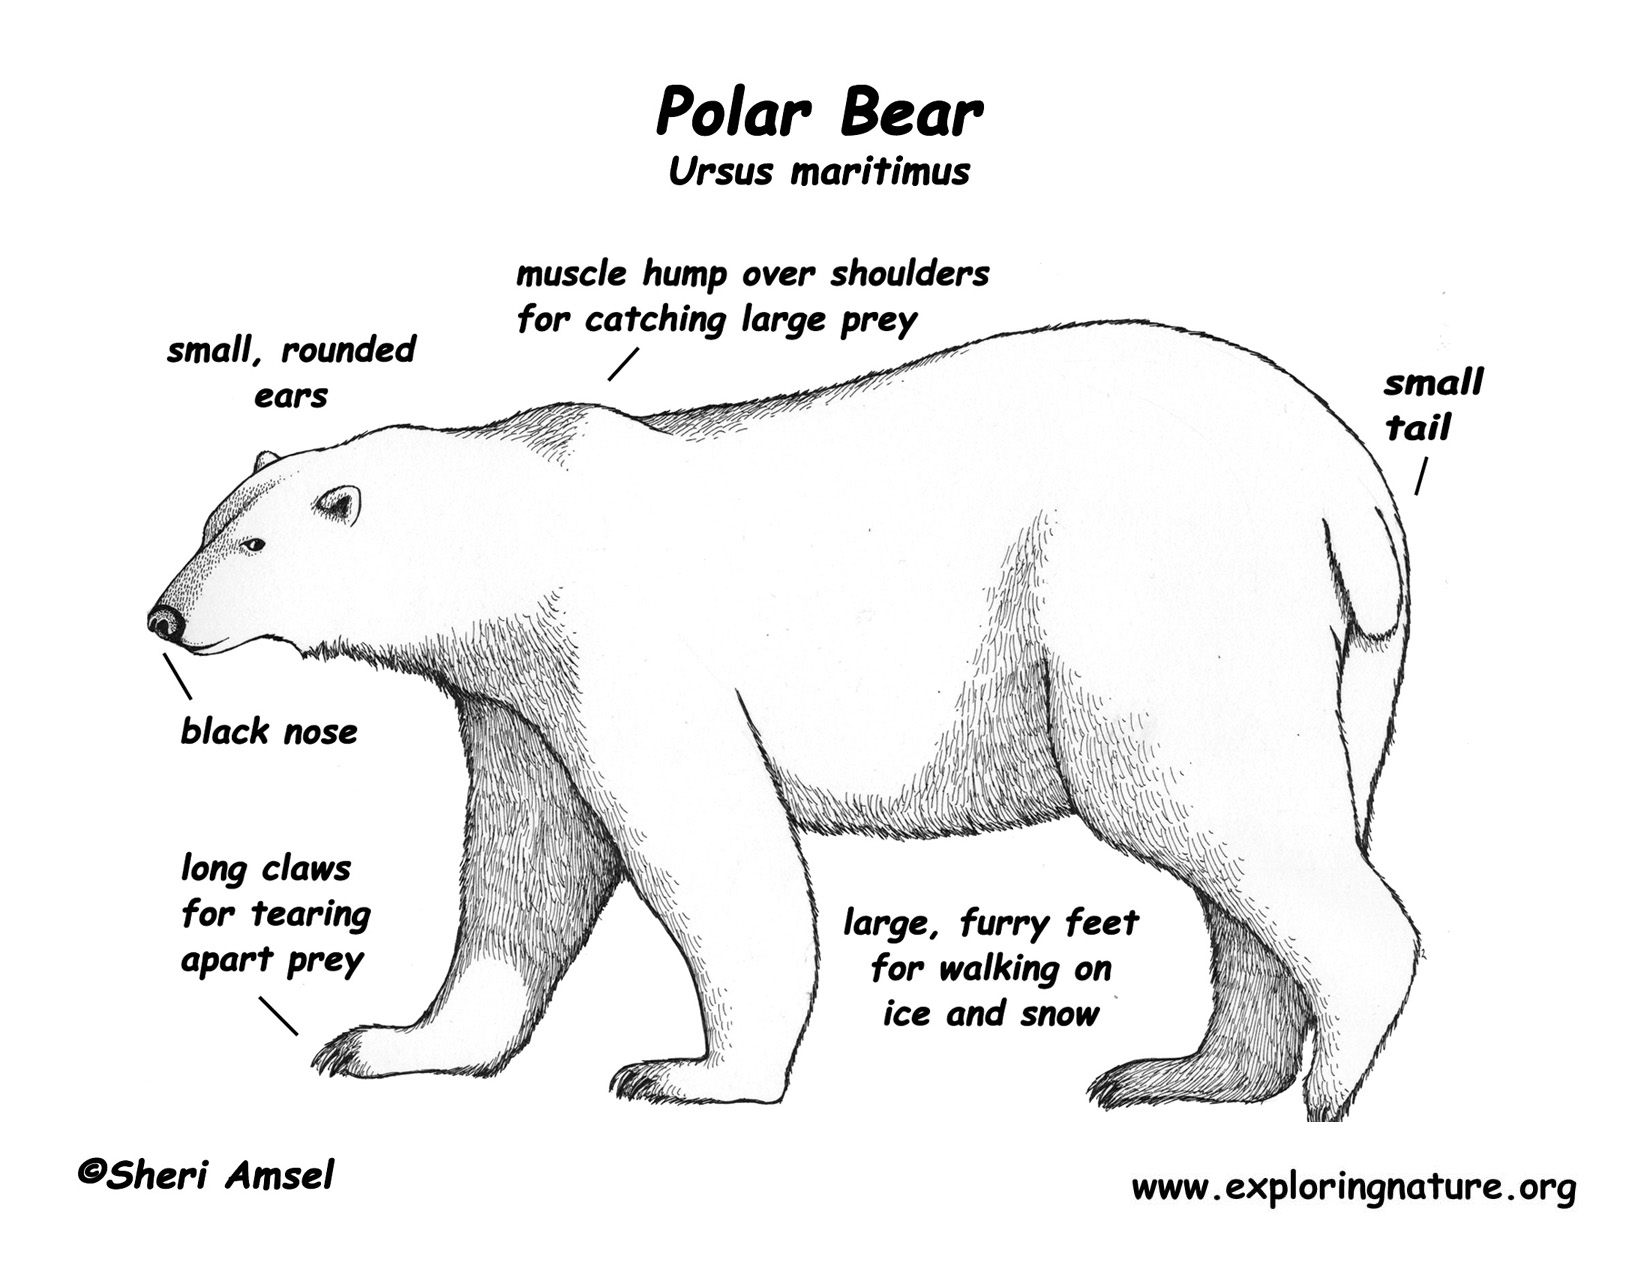 Polar Bear
Ursus maritimus
muscle hump over shoulders
for catching large prey
small, rounded
ears
small
tail
black nose
long claws
for tearing
apart prey
large, furry feet
for walking on
ice and snow
©Sheri Amsel
www.exploringnature.org